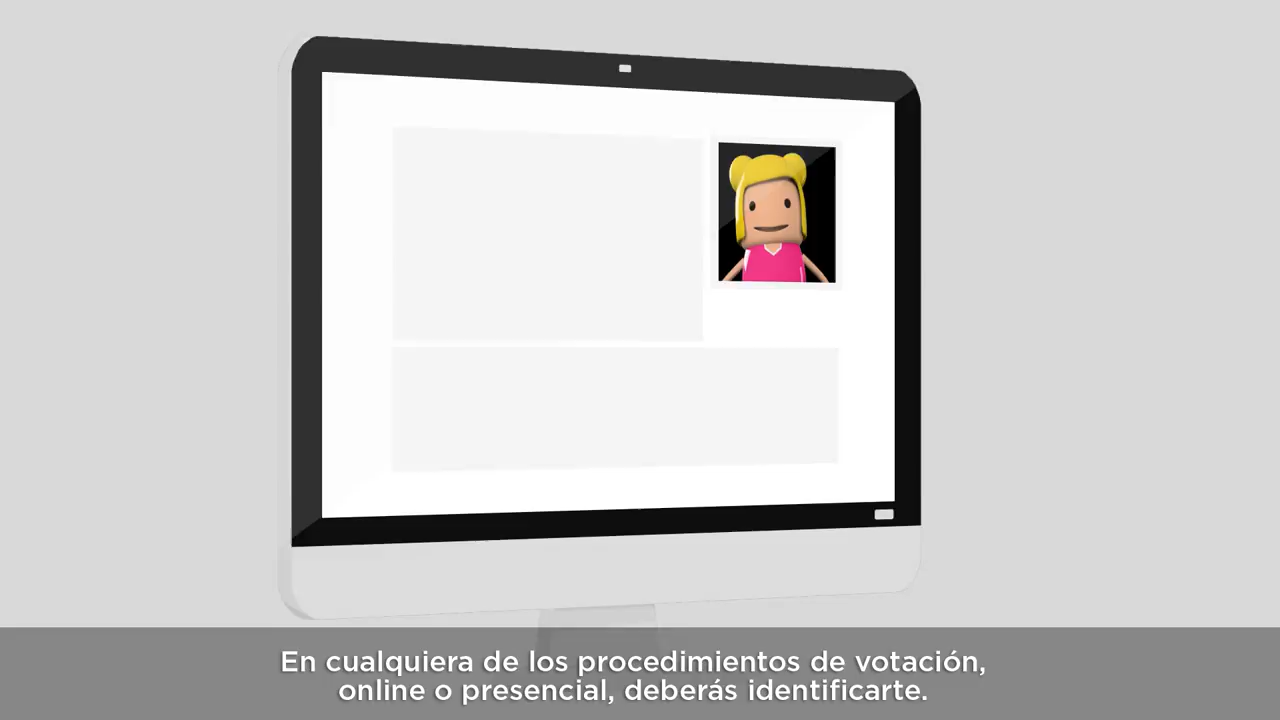 En cualquiera de los procedimientos de votación,
online o presencial, deberás identificarte.